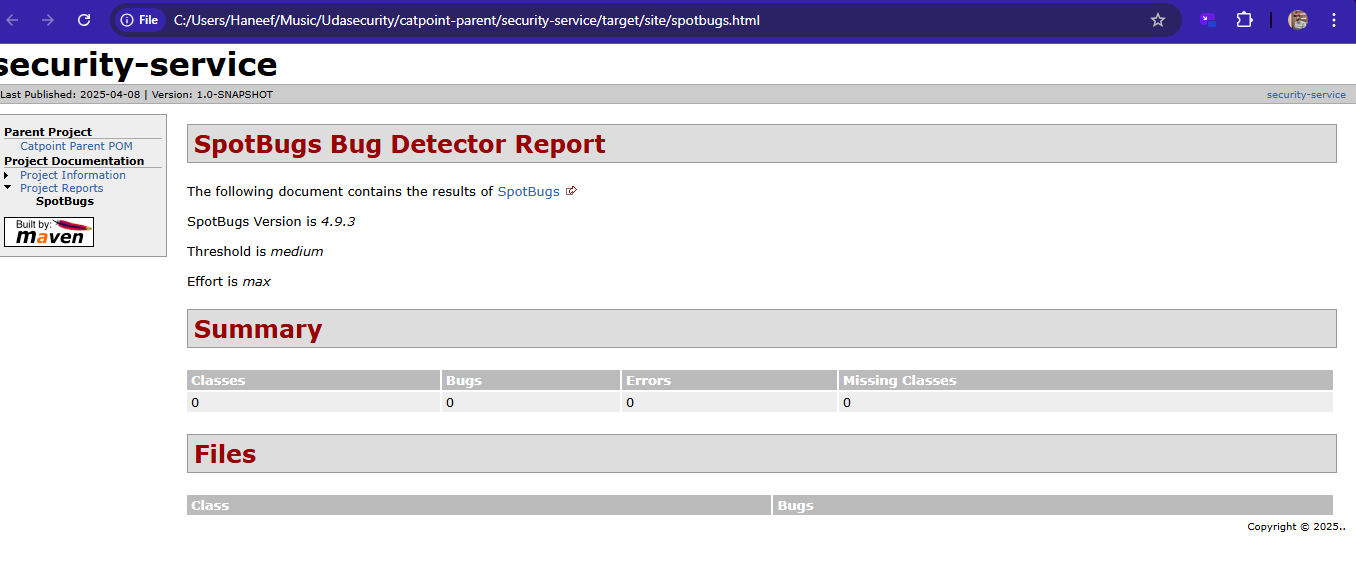 File C:/Users/Haneef/Music/Udasecurity/catpoint-parent/security-service/target/site/spotbugs.html
security-service
Last Published: 2025-04-08 | Version: 1.0-SNAPSHOT security-service
Parent Project
Catpoint Parent POM
Project Documentation
Project Information
Project Reports
SpotBugs
Built by:
maven
SpotBugs Bug Detector Report
The following document contains the results of SpotBugs
SpotBugs Version is 4.9.3
Threshold is medium
Effort is max
Summary
Classes Bugs Errors Missing Classes
0 0 0 0
Files
Class Bugs
Copyright © 2025..